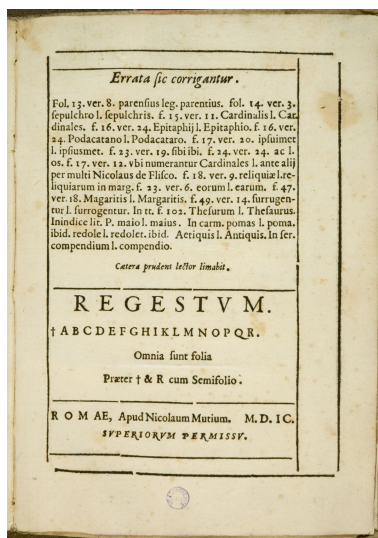 Errata sic corrigantur.
Fol. 13. ver. 8. parensius leg. parentius. fol. 14. ver. 3.
sepulchro l. sepulchris. f. 15. ver. 11. Cardinalis l. Car
dinales. f. 16. ver. 24. Epitaphij l. Epitaphio. f. 16. ver.
24. Podacatano l. Podacataro. f. 17. ver. 20. ipsuimet
l. ipsusmet. f. 23. ver. 19. sibi ibi. f. 24. ver. 24. ac l.
os. f. 17. ver. 12. vbi numerantur Cardinales l. ante alij
per multi Nicolaus de Flisco. f. 18. ver. 9. reliquiæ l. re-
liquiarum in marg. f. 23. ver. 6. eorum l. earum. f. 47.
ver. 18. Magaritis l. Margaritis. f. 49. ver. 14. surrugen-
tur l. surrogentur. In tt. f. 102. Thesurum l. Thesaurus.
Inindice lit. P. maio l. maius. In carm. pomas l. poma.
ibid. redole l. redolet. ibid. Aetiquis l. Antiquis. In ser.
compendium l. compendio.
Cætera prudens lector limabit.
REGESTVM.
† A B C D E F G H I K L M N O P Q R.
Omnia sunt folia
Præter † & R cum Semifolio.
ROMAE, Apud Nicolaum Mutium. M. D. IC.
SVPERIORVM PERMISSV.